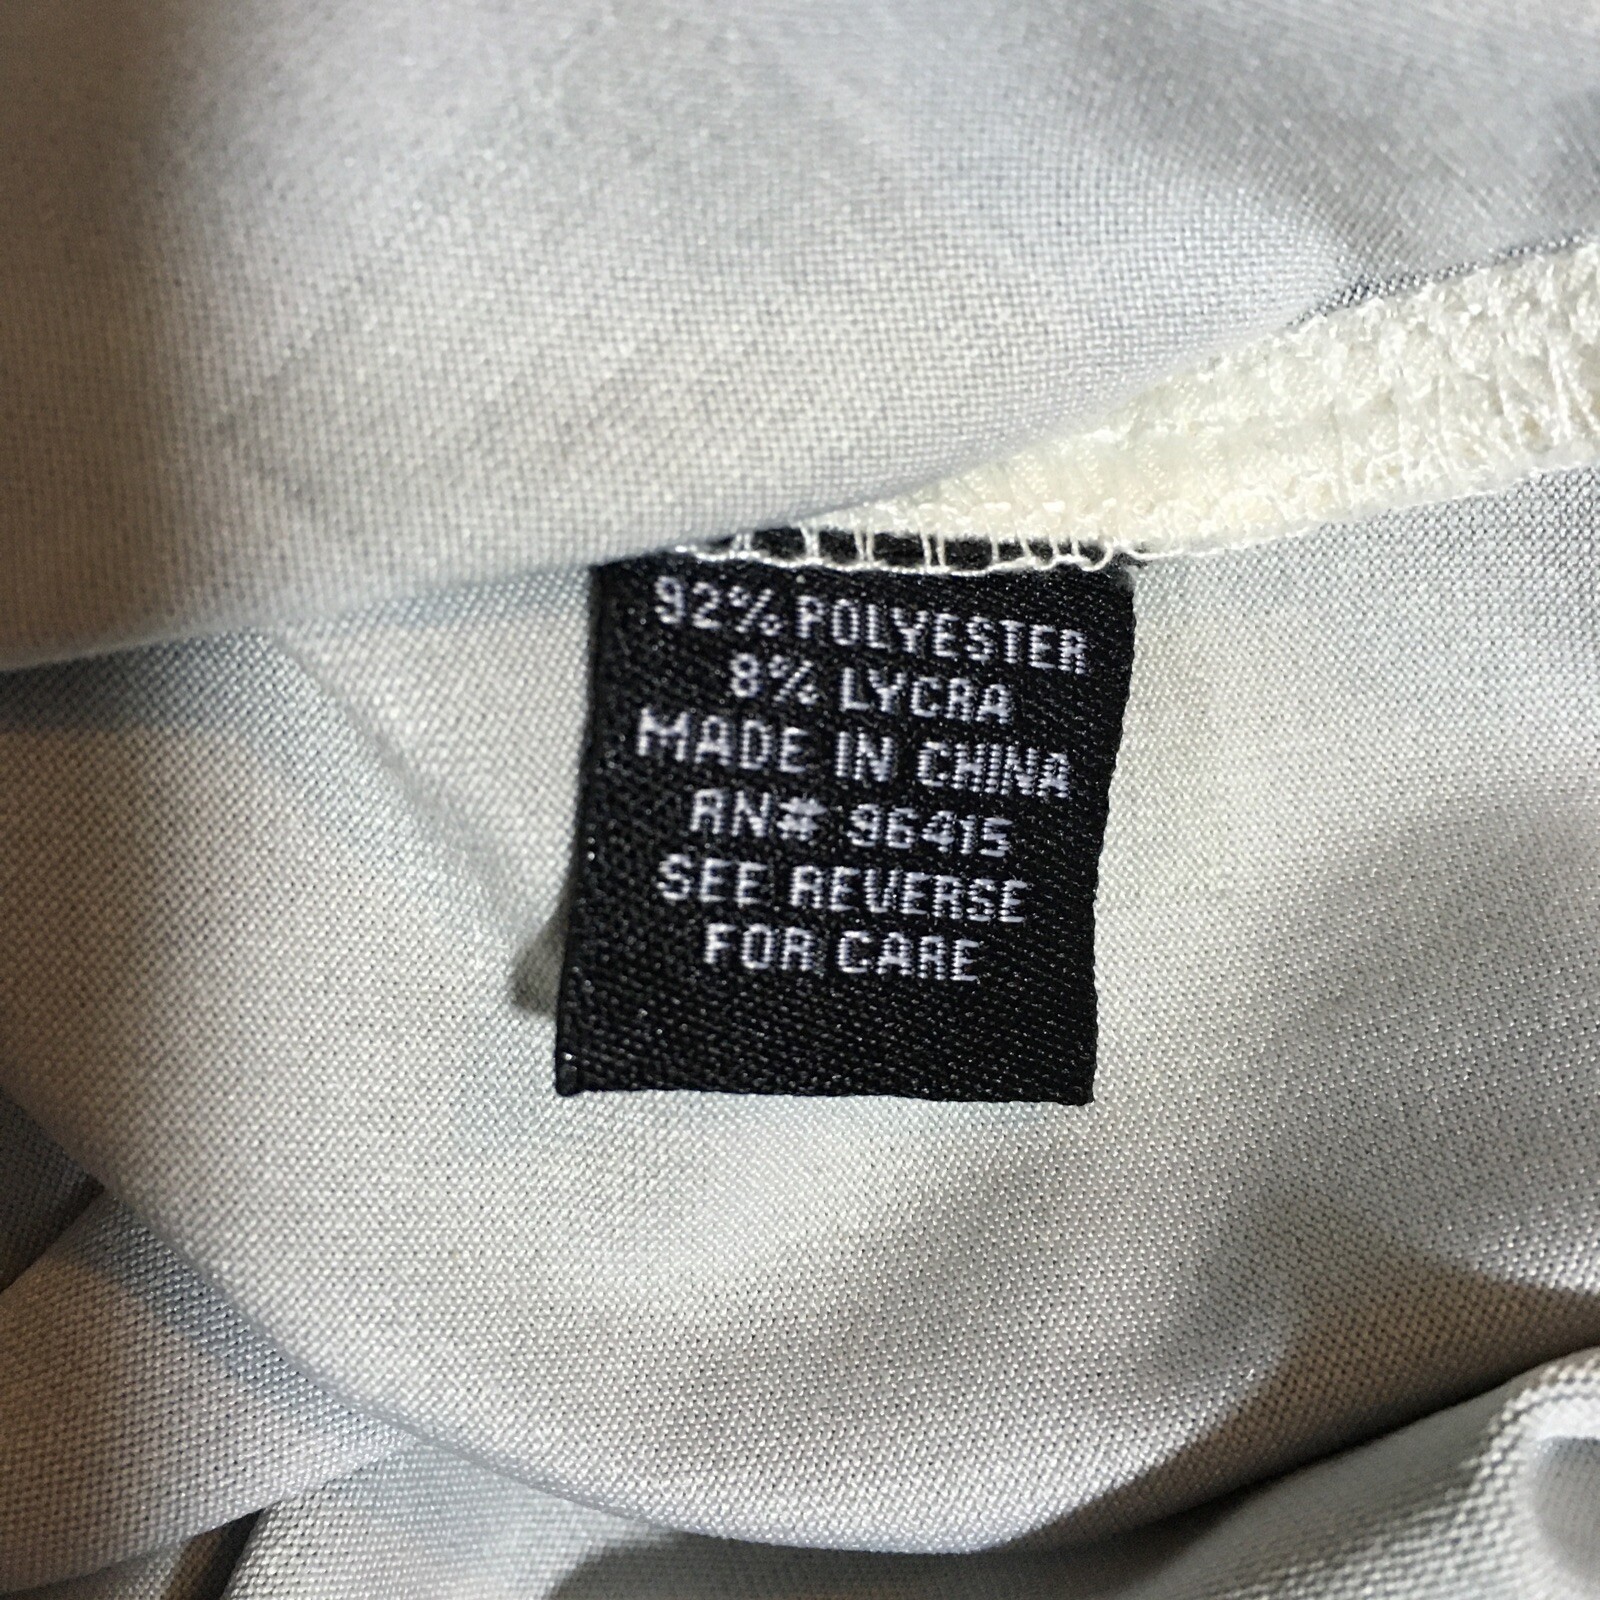 92% POLYESTER
8% LYCRA
MADE IN CHINA
RN# 96415
SEE REVERSE
FOR CARE